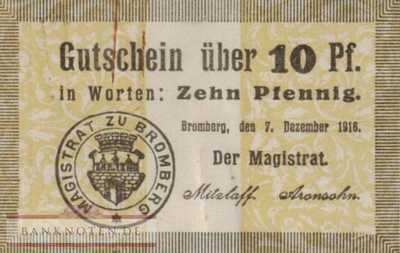 Gutschein über 10 Pf.
in Worten: Zehn Pfennig.
Bromberg, den 7. Dezember 1916.
Der Magistrat.
MAGISTRAT ZU BROMBERG
Mitzlaff. Aronsohn.
BANKNOTEN.DE